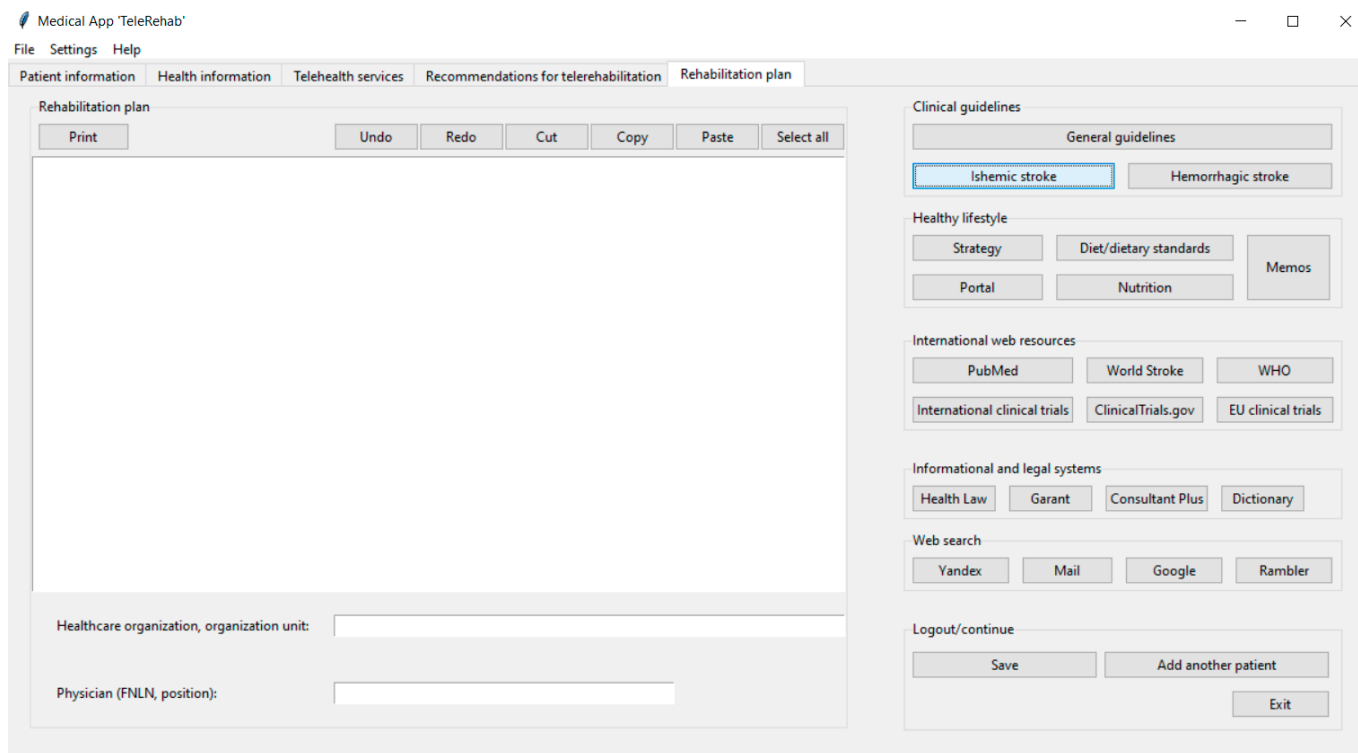 Medical App 'TeleRehab'
File Settings Help
Patient information Health information Telehealth services Recommendations for telerehabilitation Rehabilitation plan
Rehabilitation plan
Print Undo Redo Cut Copy Paste Select all
Healthcare organization, organization unit:
Physician (FNLN, position):
Clinical guidelines
General guidelines
Ishemic stroke Hemorrhagic stroke
Healthy lifestyle
Strategy Diet/dietary standards Memos
Portal Nutrition
International web resources
PubMed World Stroke WHO
International clinical trials ClinicalTrials.gov EU clinical trials
Informational and legal systems
Health Law Garant Consultant Plus Dictionary
Web search
Yandex Mail Google Rambler
Logout/continue
Save Add another patient
Exit